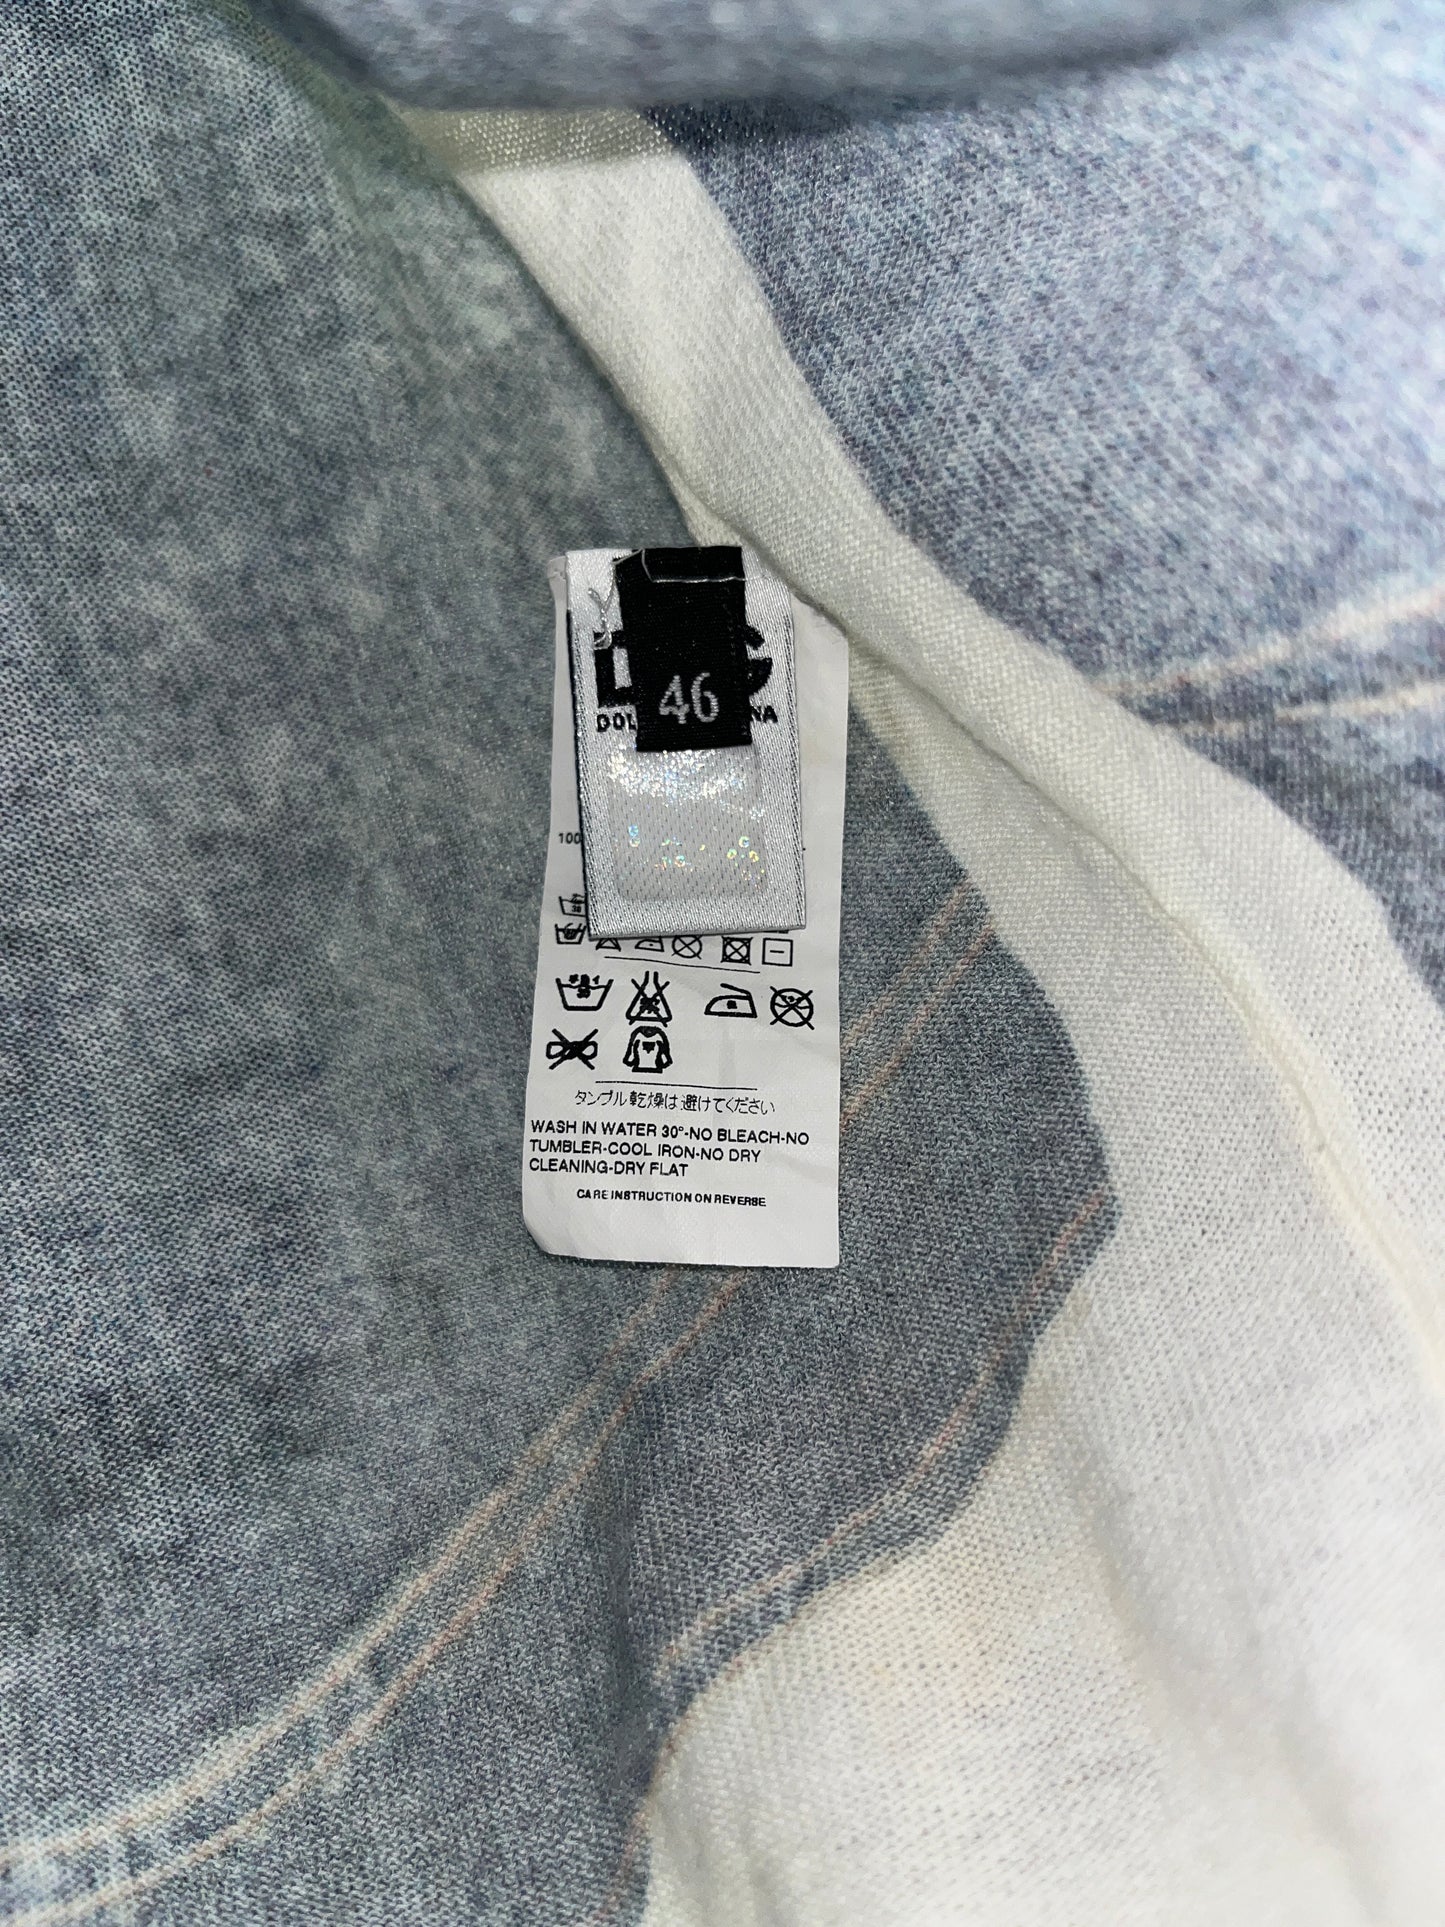 46
100
タンブル乾燥は避けてください
WASH IN WATER 30°-NO BLEACH-NO
TUMBLER-COOL IRON-NO DRY
CLEANING-DRY FLAT
CARE INSTRUCTION ON REVERSE